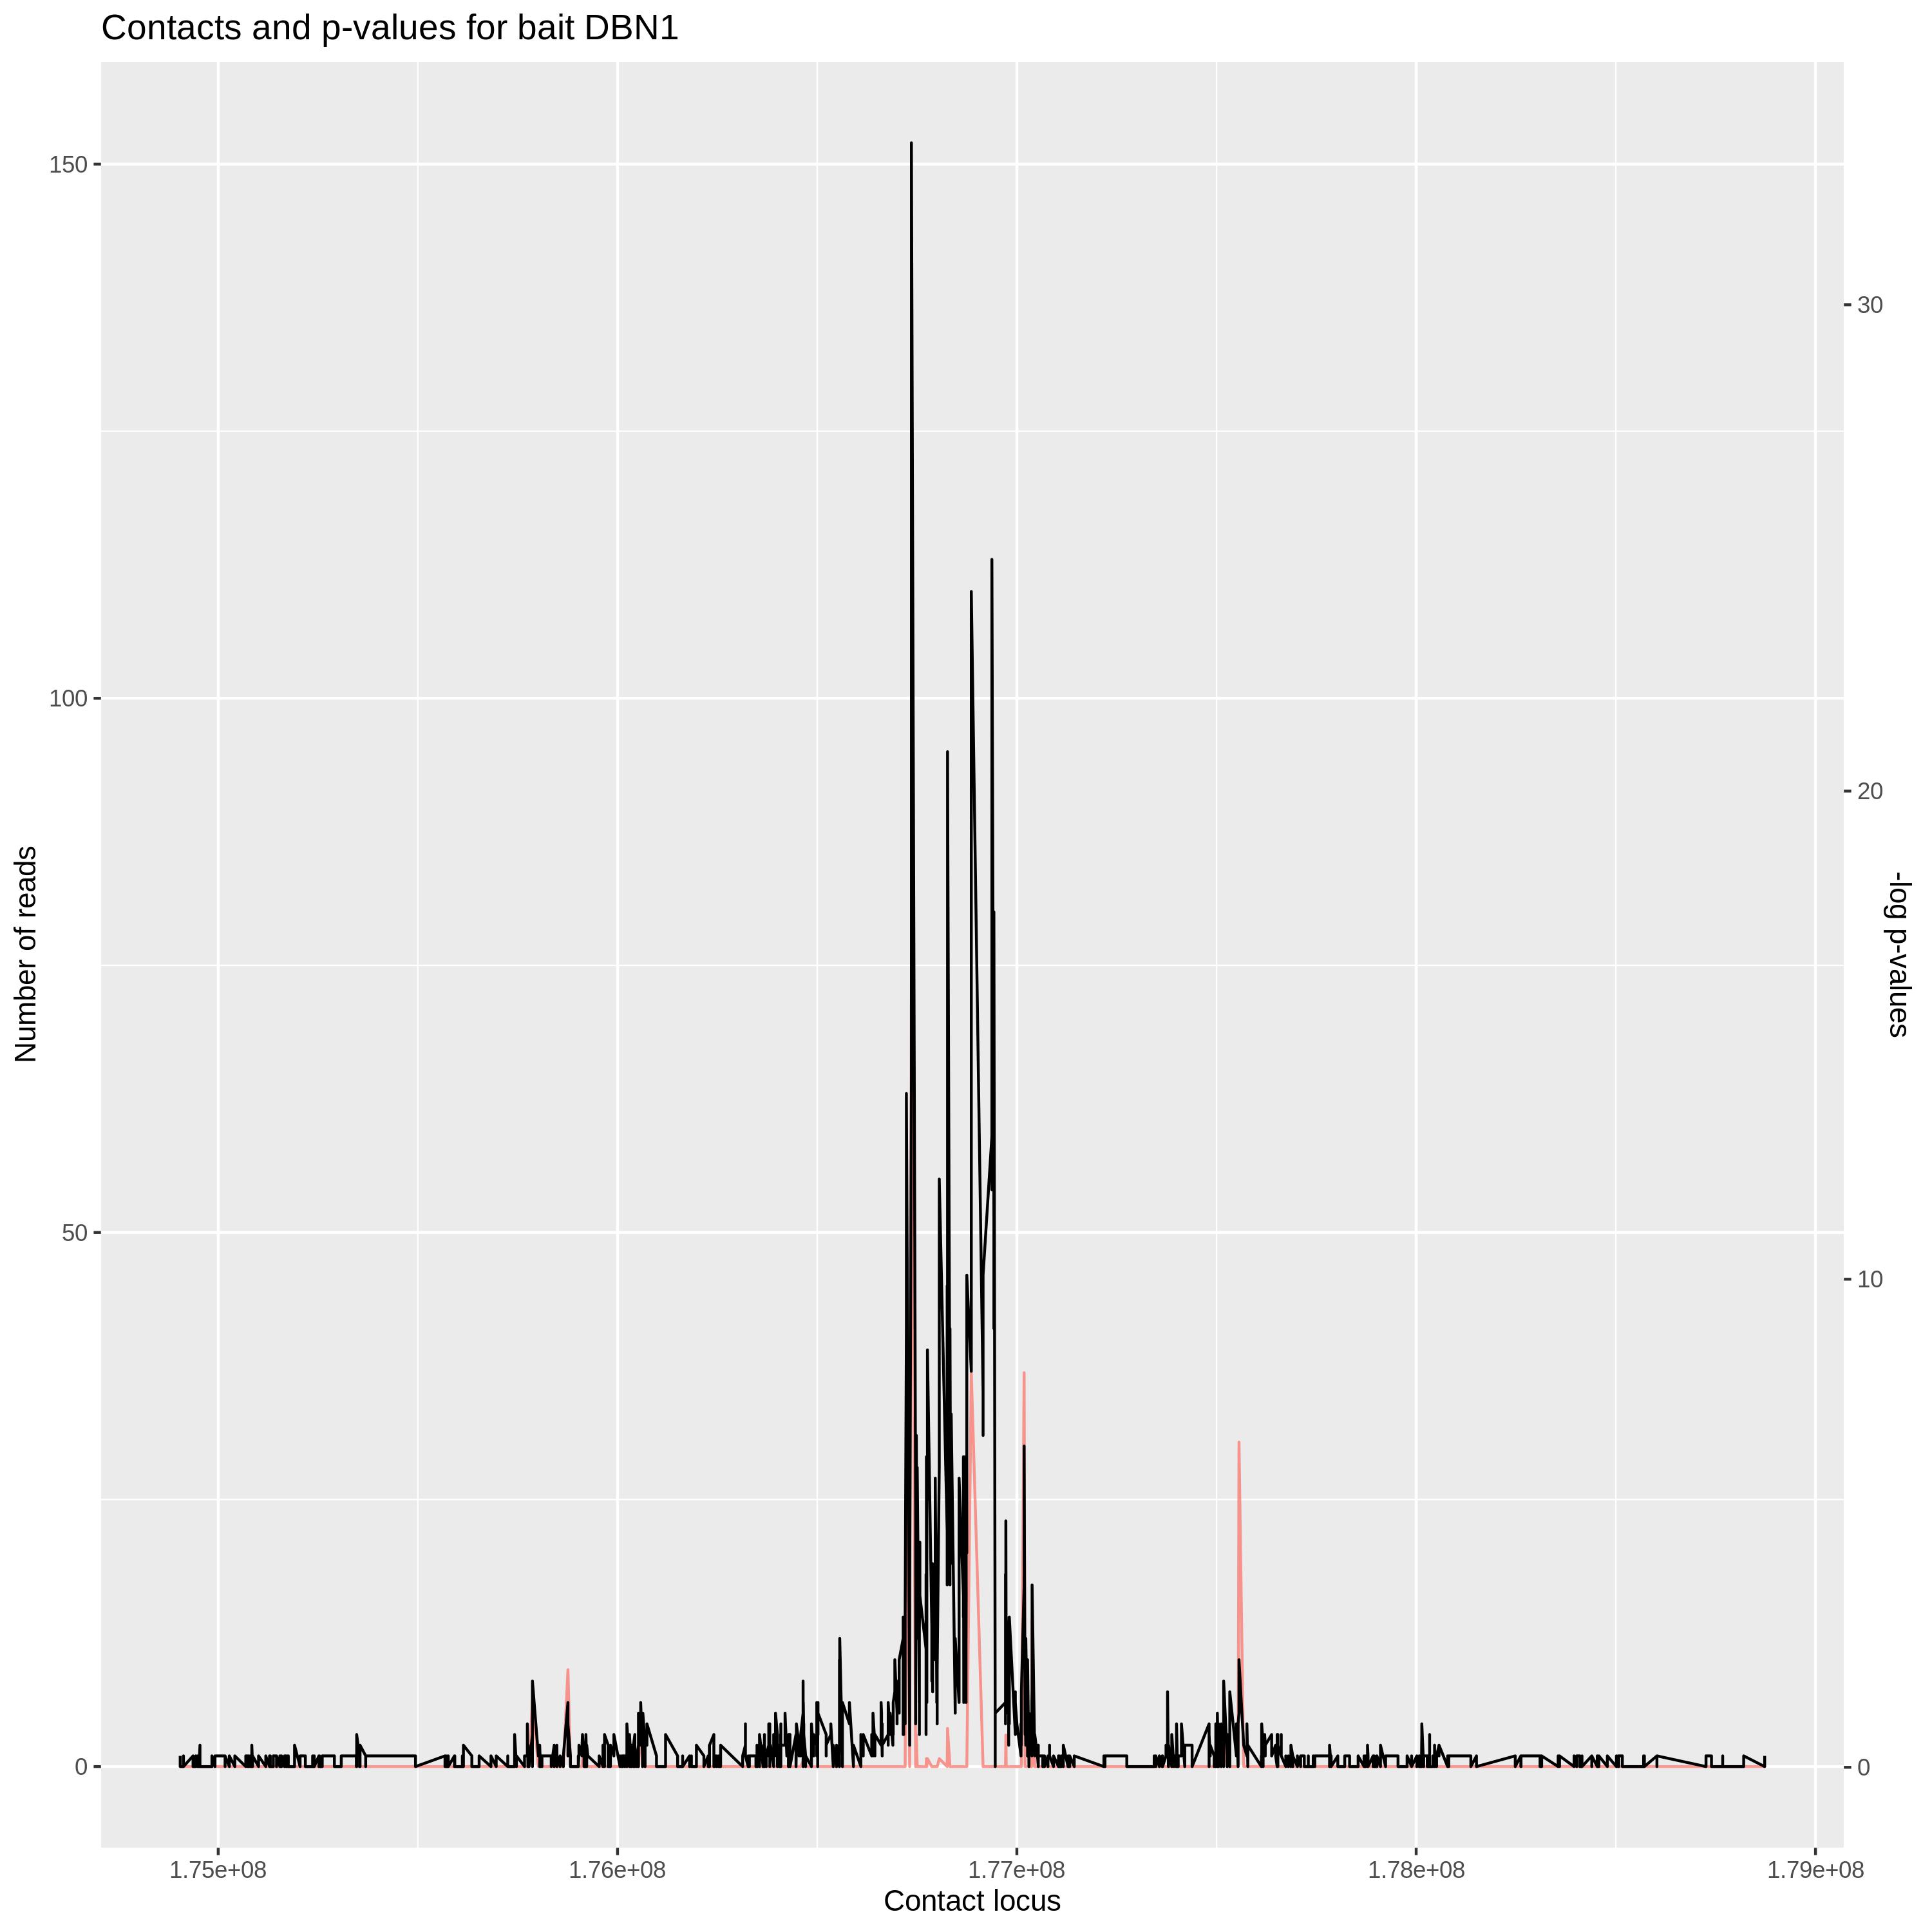 Contacts and p-values for bait DBN1
150
100
50
0
Number of reads
30
20
10
0
-log p-values
1.75e+08 1.76e+08 1.77e+08 1.78e+08 1.79e+08
Contact locus